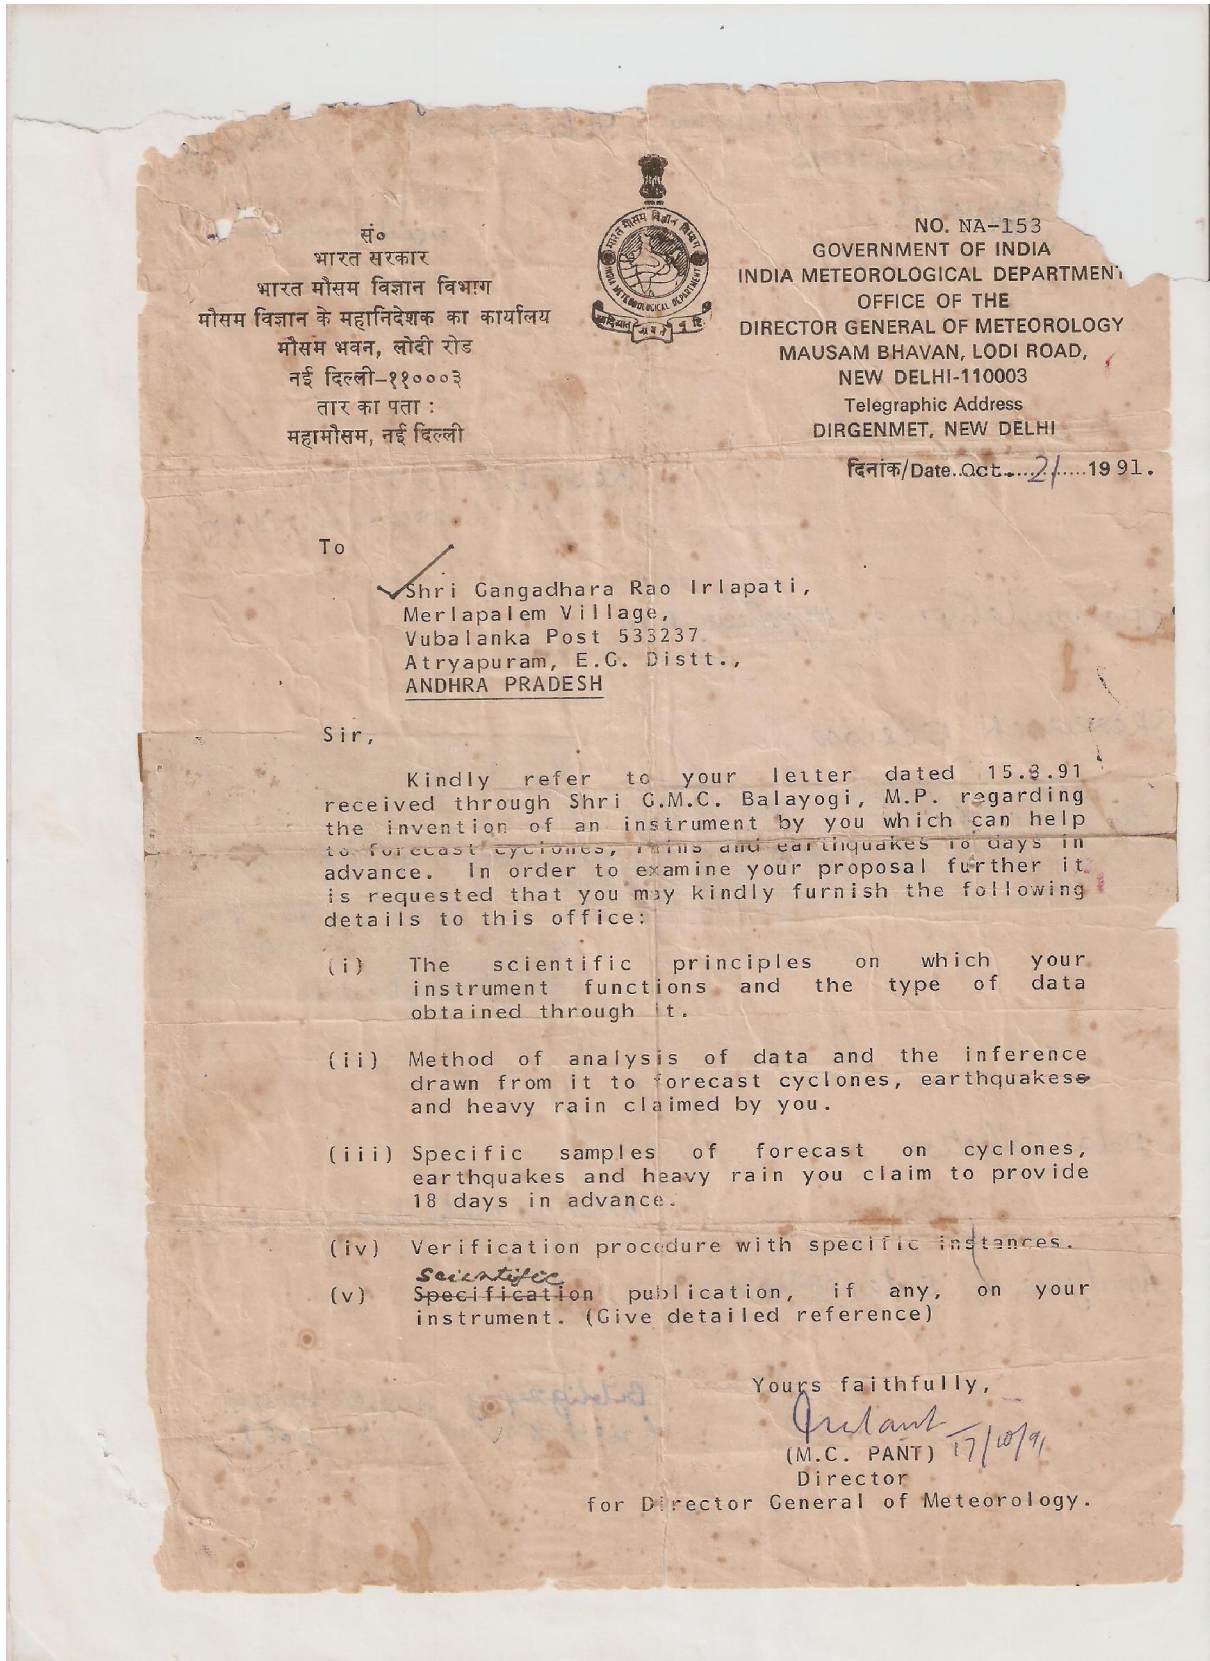 सं०
भारत सरकार
भारत मौसम विज्ञान विभाग
मौसम विज्ञान के महानिदेशक का कार्यालय
मौसम भवन, लोदी रोड
नई दिल्ली–११०००३
तार का पता :
महामौसम, नई दिल्ली
भारत मौसम विज्ञान विभाग
INDIA METEOROLOGICAL DEPARTMENT
NO. NA-153
GOVERNMENT OF INDIA
INDIA METEOROLOGICAL DEPARTMENT
OFFICE OF THE
DIRECTOR GENERAL OF METEOROLOGY
MAUSAM BHAVAN, LODI ROAD,
NEW DELHI-110003
Telegraphic Address
DIRGENMET, NEW DELHI
दिनांक/Date..Oct....21......1991.
To
Shri Gangadhara Rao Irlapati,
Merlapalem Village,
Vubalanka Post 533237
Atryapuram, E.G. Distt.,
ANDHRA PRADESH
Sir,
Kindly refer to your letter dated 15.8.91
received through Shri G.M.C. Balayogi, M.P. regarding
the invention of an instrument by you which can help
to forecast cyclones, rains and earthquakes 18 days in
advance. In order to examine your proposal further it
is requested that you may kindly furnish the following
details to this office:
(i) The scientific principles on which your
instrument functions and the type of data
obtained through it.
(ii) Method of analysis of data and the inference
drawn from it to forecast cyclones, earthquakes
and heavy rain claimed by you.
(iii) Specific samples of forecast on cyclones,
earthquakes and heavy rain you claim to provide
18 days in advance.
(iv) Verification procedure with specific instances.
scientific
(v) Specification publication, if any, on your
instrument. (Give detailed reference)
Yours faithfully,
17/10/91
(M.C. PANT)
Director
for Director General of Meteorology.